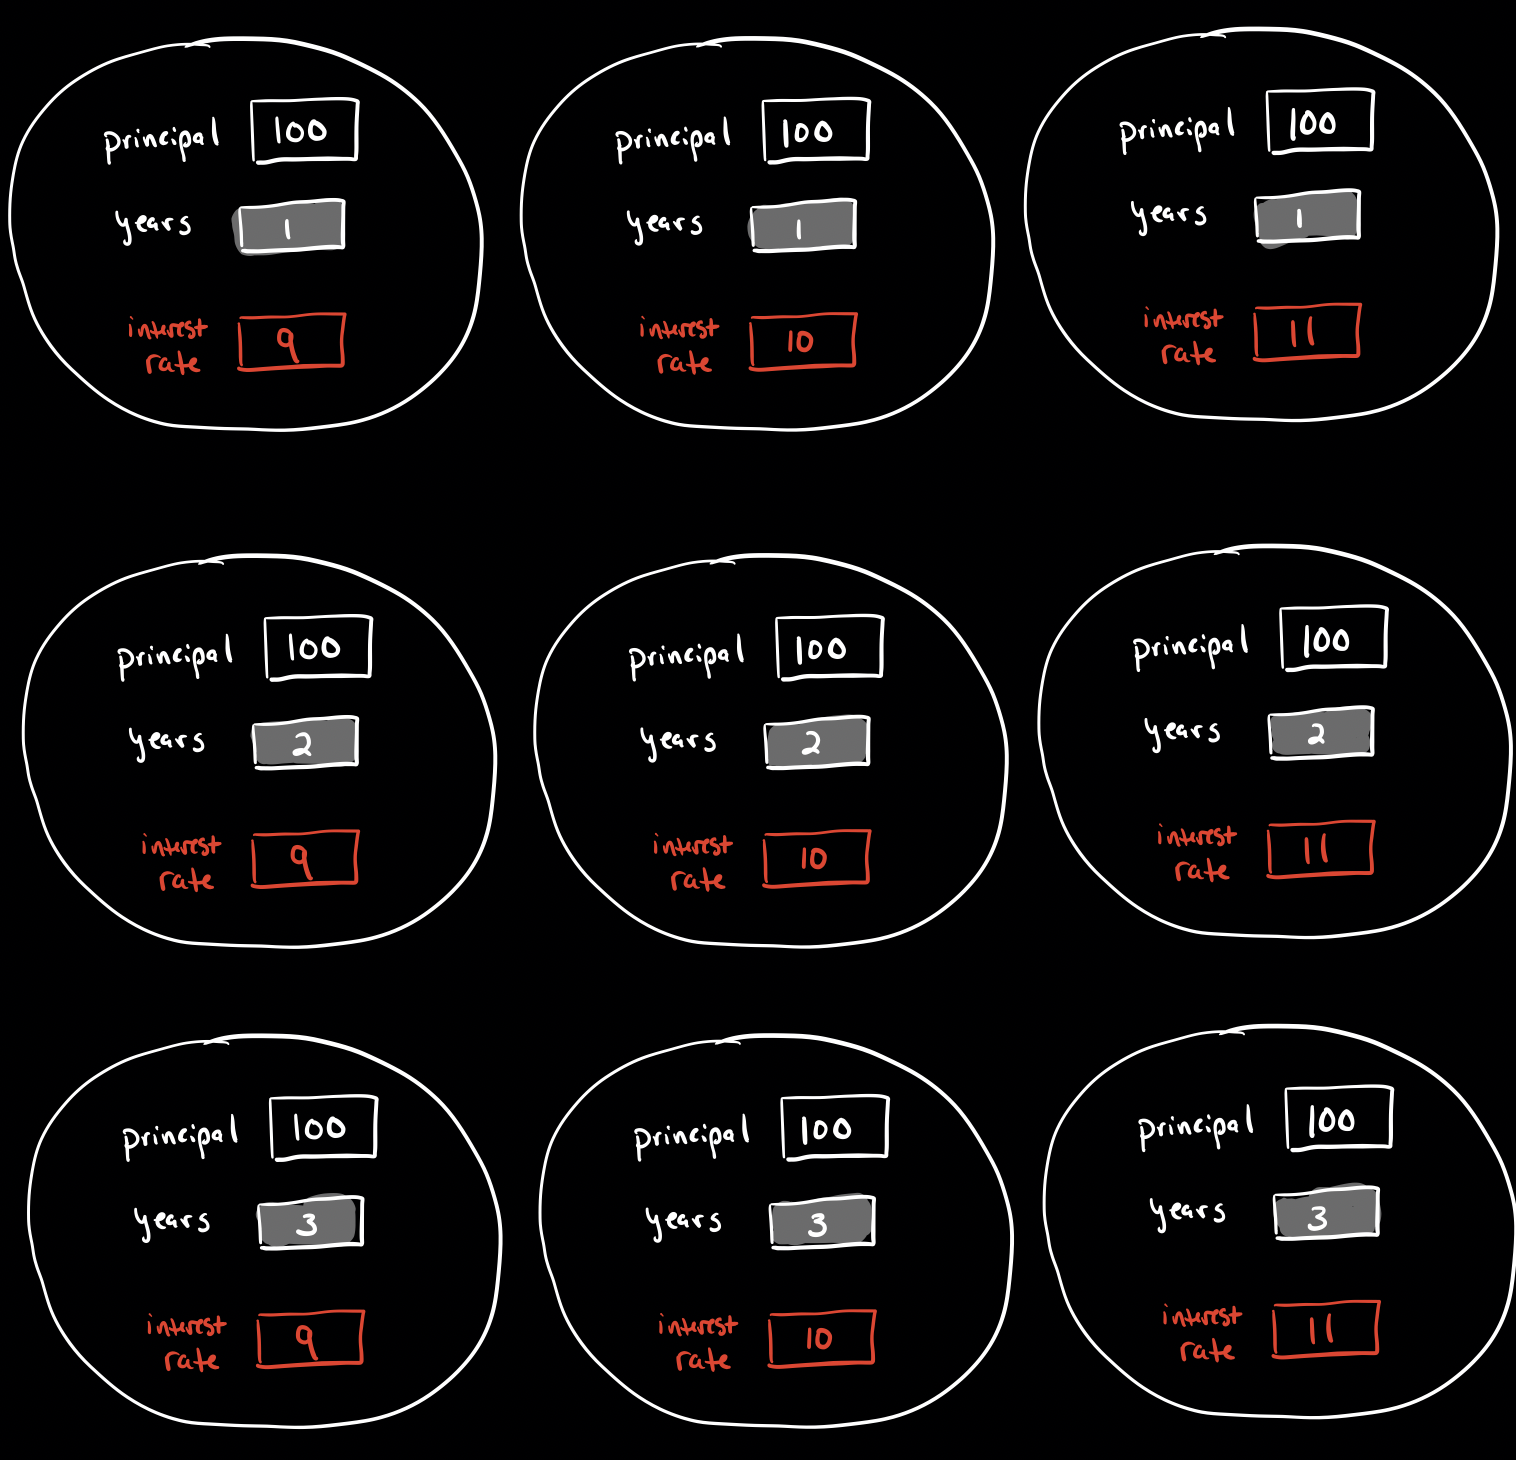 principal 100
years 1
interest
rate 9
principal 100
years 1
interest
rate 10
principal 100
years 1
interest
rate 11
principal 100
years 2
interest
rate 9
principal 100
years 2
interest
rate 10
principal 100
years 2
interest
rate 11
principal 100
years 3
interest
rate 9
principal 100
years 3
interest
rate 10
principal 100
years 3
interest
rate 11